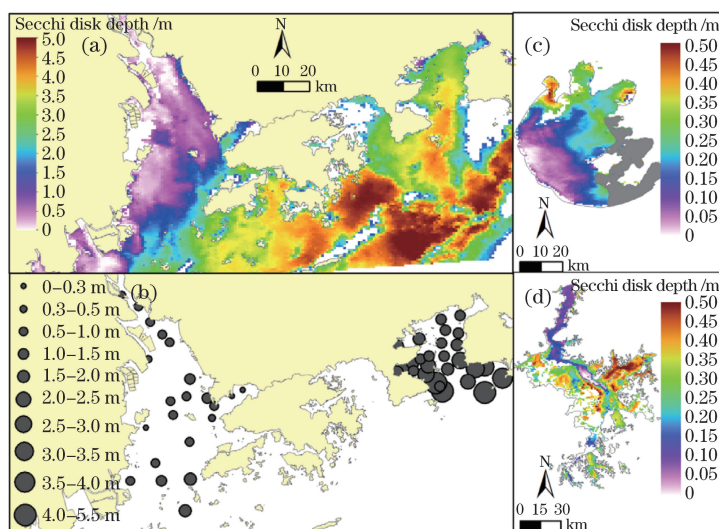 Secchi disk depth /m
(a)
5.0
4.5
4.0
3.5
3.0
2.5
2.0
1.5
1.0
0.5
0
N
0 10 20
km
(b)
0–0.3 m
0.3–0.5 m
0.5–1.0 m
1.0–1.5 m
1.5–2.0 m
2.0–2.5 m
2.5–3.0 m
3.0–3.5 m
3.5–4.0 m
4.0–5.5 m
Secchi disk depth /m
(c)
0.50
0.45
0.40
0.35
0.30
0.25
0.20
0.15
0.10
0.05
0
N
0 10 20
km
Secchi disk depth /m
(d)
0.50
0.45
0.40
0.35
0.30
0.25
0.20
0.15
0.10
0.05
0
N
0 15 30
km